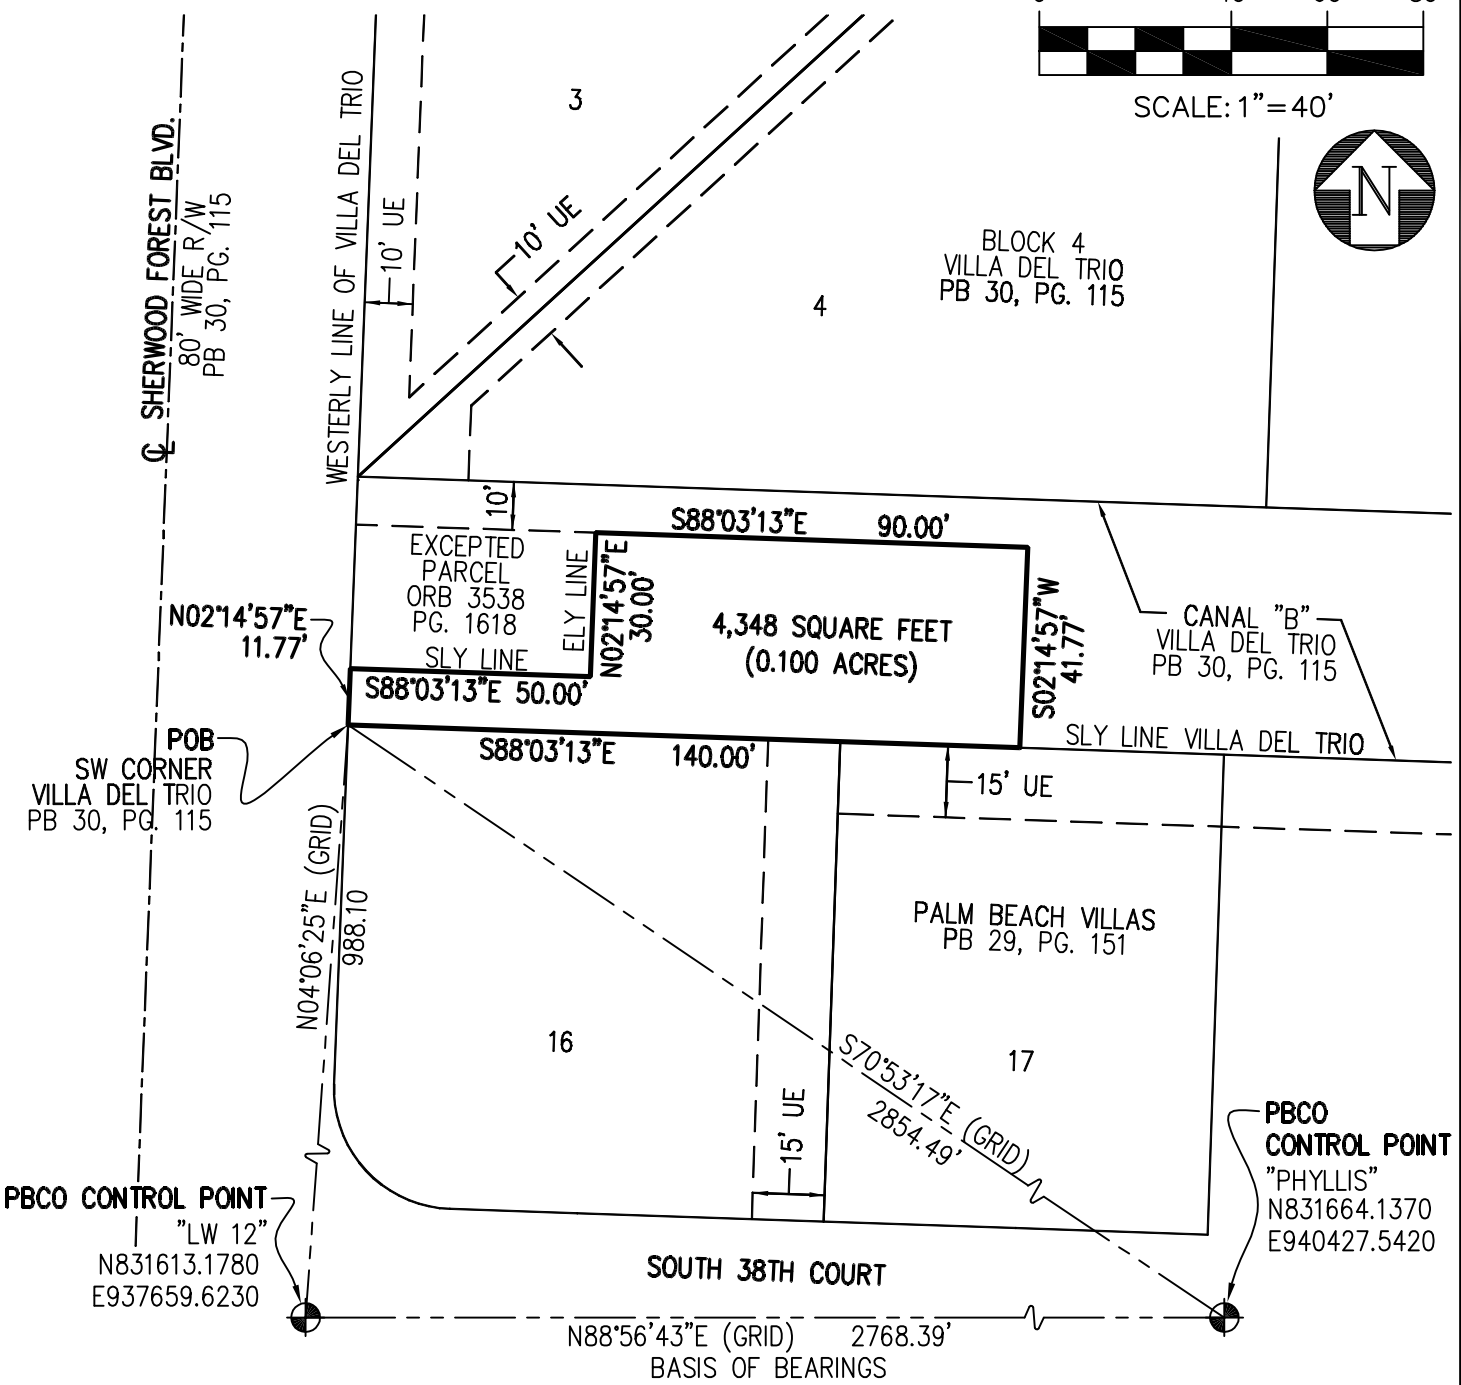 SCALE: 1"=40'
N
3
10' UE
10' UE
WESTERLY LINE OF VILLA DEL TRIO
℄ SHERWOOD FOREST BLVD.
80' WIDE R/W
PB 30, PG. 115
BLOCK 4
VILLA DEL TRIO
PB 30, PG. 115
4
10'
S88°03'13"E 90.00'
EXCEPTED
PARCEL
ORB 3538
PG. 1618
ELY LINE
SLY LINE
N02°14'57"E
30.00'
4,348 SQUARE FEET
(0.100 ACRES)
S02°14'57"W
41.77'
CANAL "B"
VILLA DEL TRIO
PB 30, PG. 115
N02°14'57"E
11.77'
S88°03'13"E 50.00'
S88°03'13"E 140.00'
SLY LINE VILLA DEL TRIO
POB
SW CORNER
VILLA DEL TRIO
PB 30, PG. 115
15' UE
N04°06'25"E (GRID)
988.10
PALM BEACH VILLAS
PB 29, PG. 151
16
17
S70°53'17"E (GRID)
2854.49'
15' UE
PBCO
CONTROL POINT
"PHYLLIS"
N831664.1370
E940427.5420
PBCO CONTROL POINT
"LW 12"
N831613.1780
E937659.6230
SOUTH 38TH COURT
N88°56'43"E (GRID) 2768.39'
BASIS OF BEARINGS